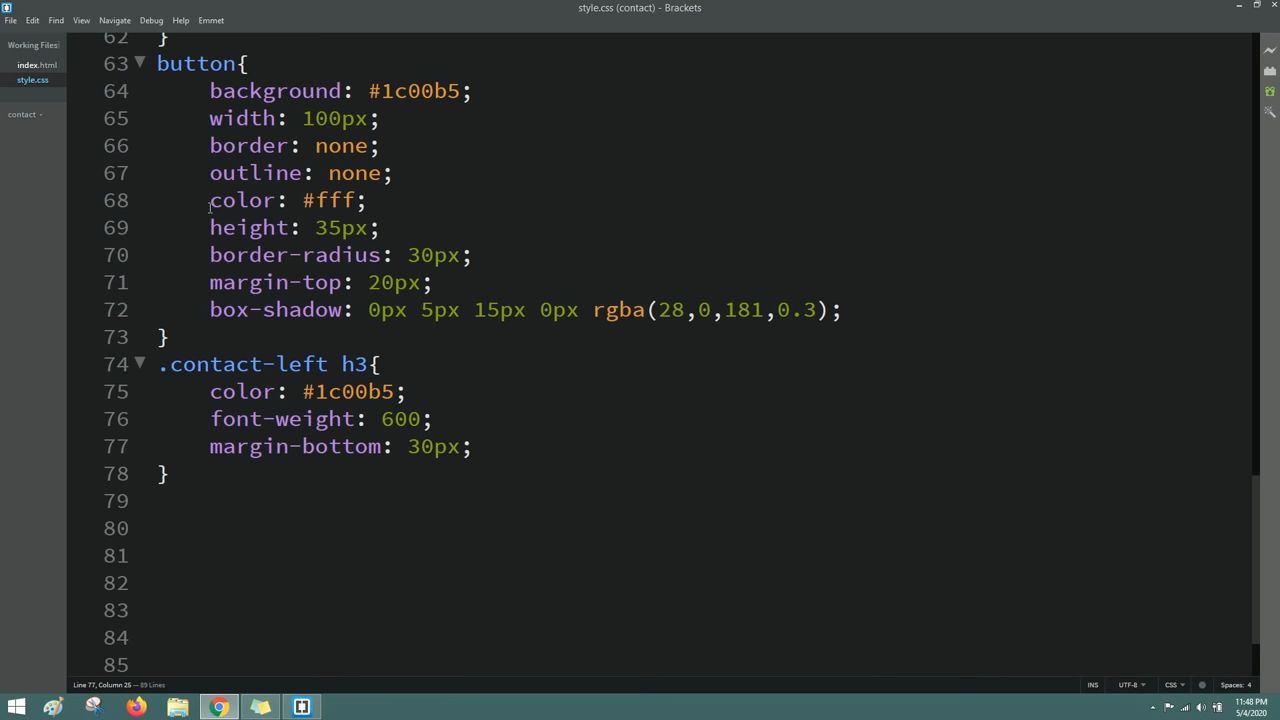 style.css (contact) - Brackets
File Edit Find View Navigate Debug Help Emmet
Working Files
index.html
style.css
contact
62 }
63 button{
64 background: #1c00b5;
65 width: 100px;
66 border: none;
67 outline: none;
68 color: #fff;
69 height: 35px;
70 border-radius: 30px;
71 margin-top: 20px;
72 box-shadow: 0px 5px 15px 0px rgba(28,0,181,0.3);
73 }
74 .contact-left h3{
75 color: #1c00b5;
76 font-weight: 600;
77 margin-bottom: 30px;
78 }
79
80
81
82
83
84
85
Line 77, Column 25 — 89 Lines
INS UTF-8 CSS Spaces: 4
11:48 PM
5/4/2020